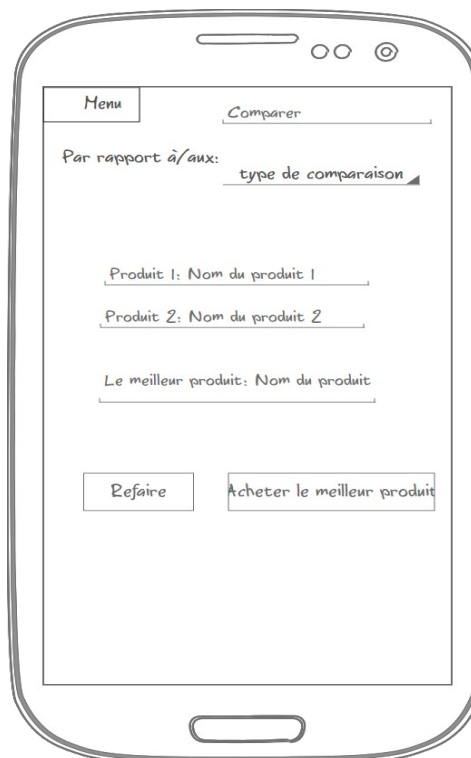 Menu
Comparer
Par rapport à/aux:
type de comparaison
Produit 1: Nom du produit 1
Produit 2: Nom du produit 2
Le meilleur produit: Nom du produit
Refaire
Acheter le meilleur produit